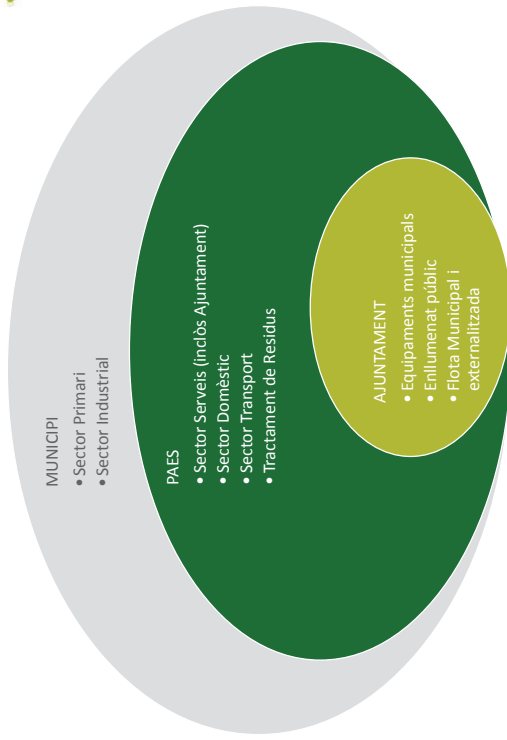 MUNICIPI
• Sector Primari
• Sector Industrial
PAES
• Sector Serveis (inclòs Ajuntament)
• Sector Domèstic
• Sector Transport
• Tractament de Residus
AJUNTAMENT
• Equipaments municipals
• Enllumenat públic
• Flota Municipal i
externalitzada